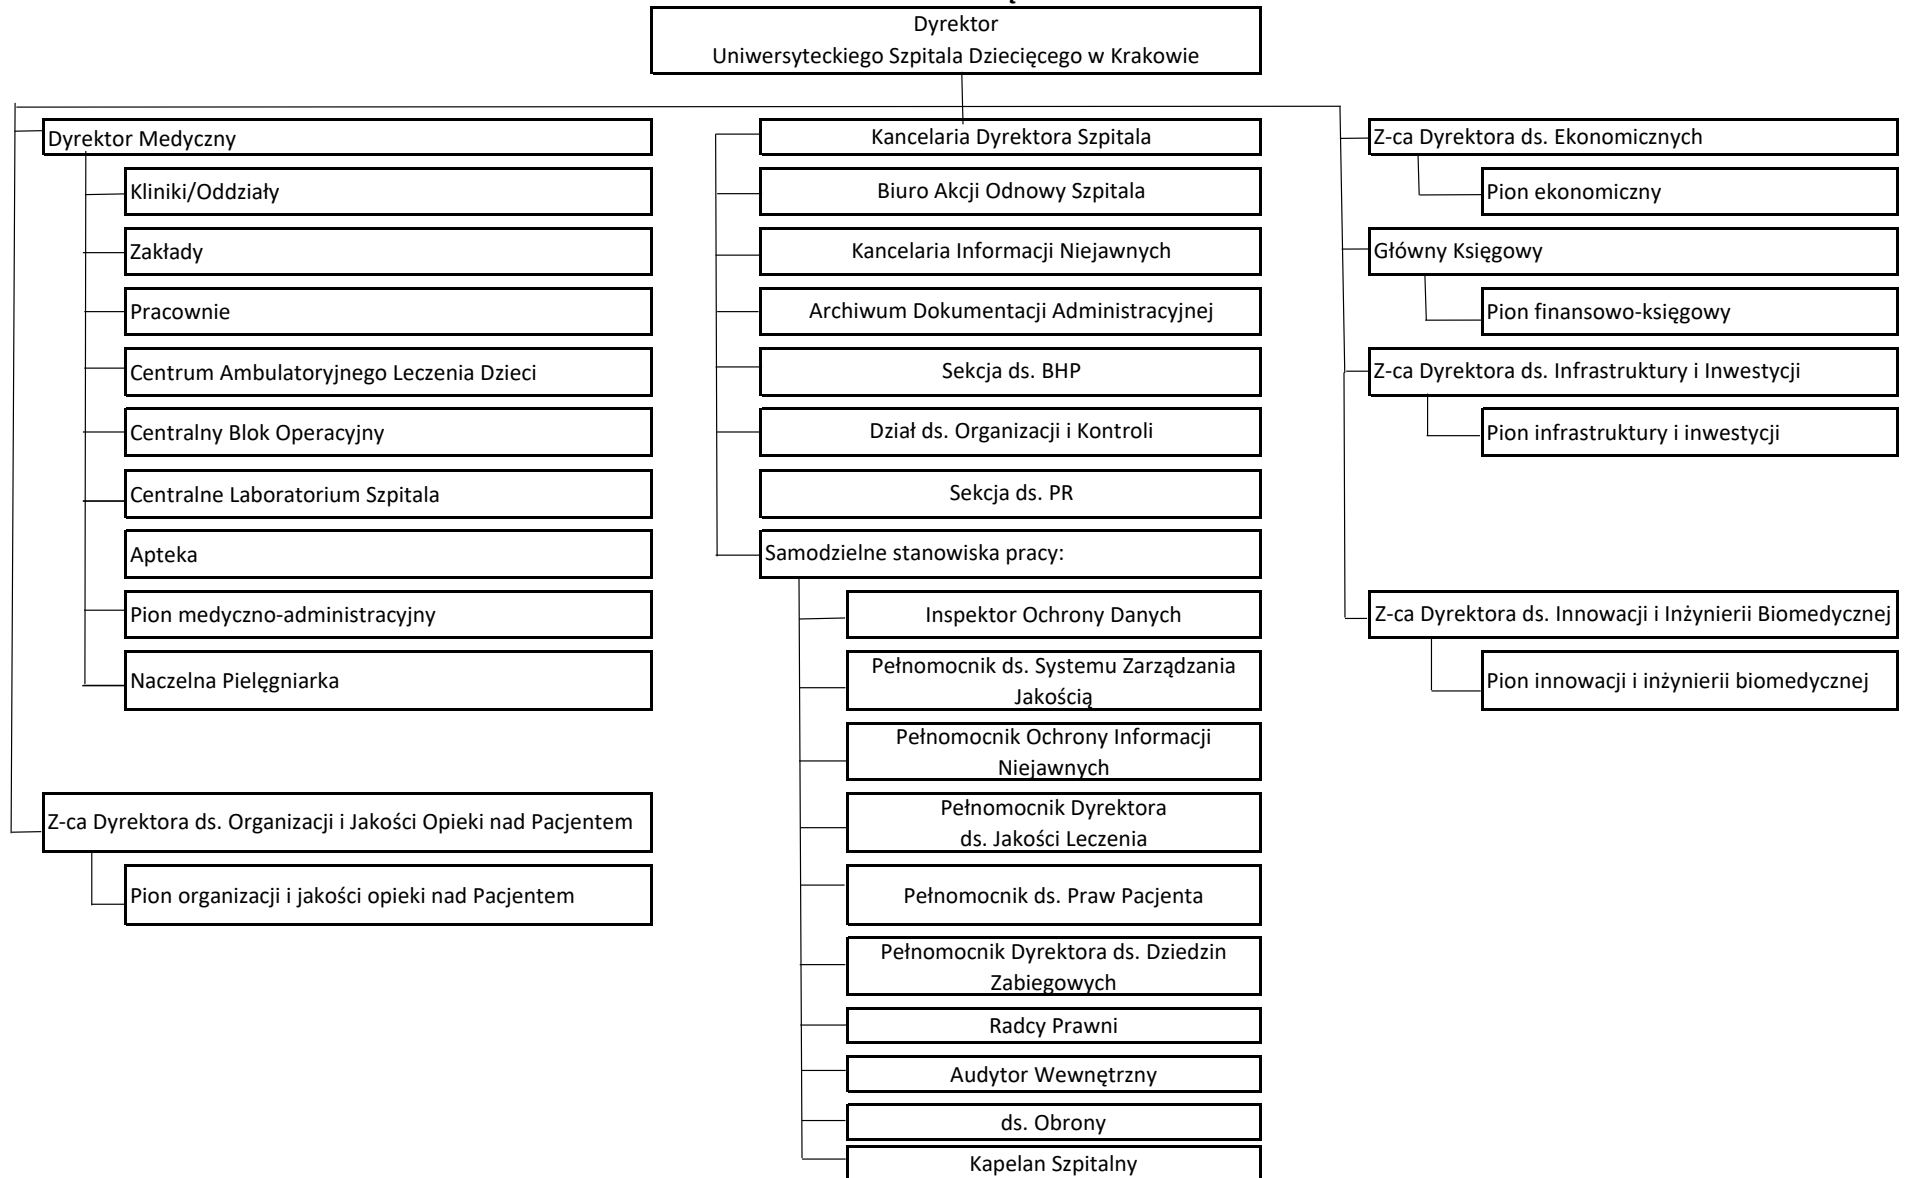 Dyrektor
Uniwersyteckiego Szpitala Dziecięcego w Krakowie
Dyrektor Medyczny
Kliniki/Oddziały
Zakłady
Pracownie
Centrum Ambulatoryjnego Leczenia Dzieci
Centralny Blok Operacyjny
Centralne Laboratorium Szpitala
Apteka
Pion medyczno-administracyjny
Naczelna Pielęgniarka
Z-ca Dyrektora ds. Organizacji i Jakości Opieki nad Pacjentem
Pion organizacji i jakości opieki nad Pacjentem
Kancelaria Dyrektora Szpitala
Biuro Akcji Odnowy Szpitala
Kancelaria Informacji Niejawnych
Archiwum Dokumentacji Administracyjnej
Sekcja ds. BHP
Dział ds. Organizacji i Kontroli
Sekcja ds. PR
Samodzielne stanowiska pracy:
Inspektor Ochrony Danych
Pełnomocnik ds. Systemu Zarządzania
Jakością
Pełnomocnik Ochrony Informacji
Niejawnych
Pełnomocnik Dyrektora
ds. Jakości Leczenia
Pełnomocnik ds. Praw Pacjenta
Pełnomocnik Dyrektora ds. Dziedzin
Zabiegowych
Radcy Prawni
Audytor Wewnętrzny
ds. Obrony
Kapelan Szpitalny
Z-ca Dyrektora ds. Ekonomicznych
Pion ekonomiczny
Główny Księgowy
Pion finansowo-księgowy
Z-ca Dyrektora ds. Infrastruktury i Inwestycji
Pion infrastruktury i inwestycji
Z-ca Dyrektora ds. Innowacji i Inżynierii Biomedycznej
Pion innowacji i inżynierii biomedycznej